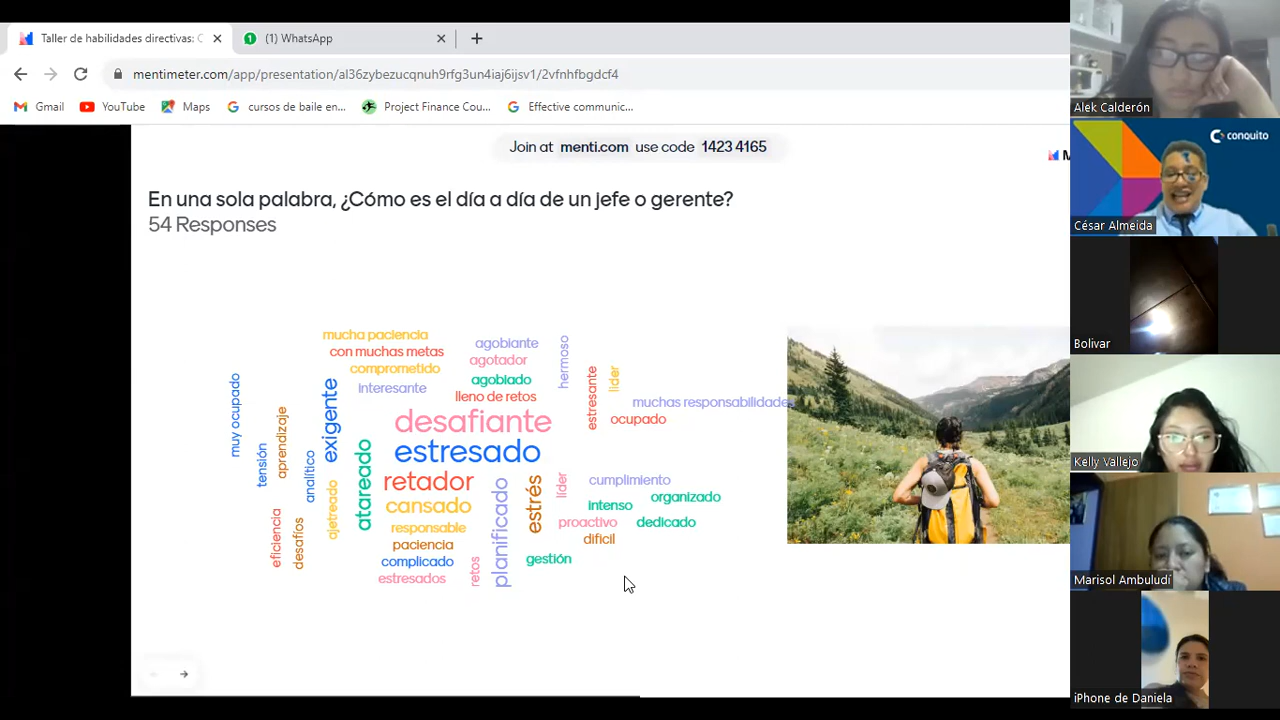 Taller de habilidades directivas: C
(1) WhatsApp
mentimeter.com/app/presentation/al36zybezucqnuh9rfg3un4iaj6ijsv1/2vfnhfbgdcf4
Gmail
YouTube
Maps
cursos de baile en...
Project Finance Cou...
Effective communic...
Join at menti.com use code 1423 4165
En una sola palabra, ¿Cómo es el día a día de un jefe o gerente?
54 Responses
mucha paciencia
con muchas metas
comprometido
interesante
agobiante
agotador
agobiado
lleno de retos
hermoso
estresante
lider
muchas responsabilidades
ocupado
muy ocupado
tensión
aprendizaje
analítico
exigente
desafiante
estresado
retador
cansado
atareado
ajetreado
eficiencia
desafíos
responsable
paciencia
complicado
estresados
retos
planificado
estrés
líder
cumplimiento
intenso
organizado
proactivo
dedicado
dificil
gestión
Alek Calderón
conquito
César Almeida
Bolivar
Kelly Vallejo
Marisol Ambuludí
iPhone de Daniela